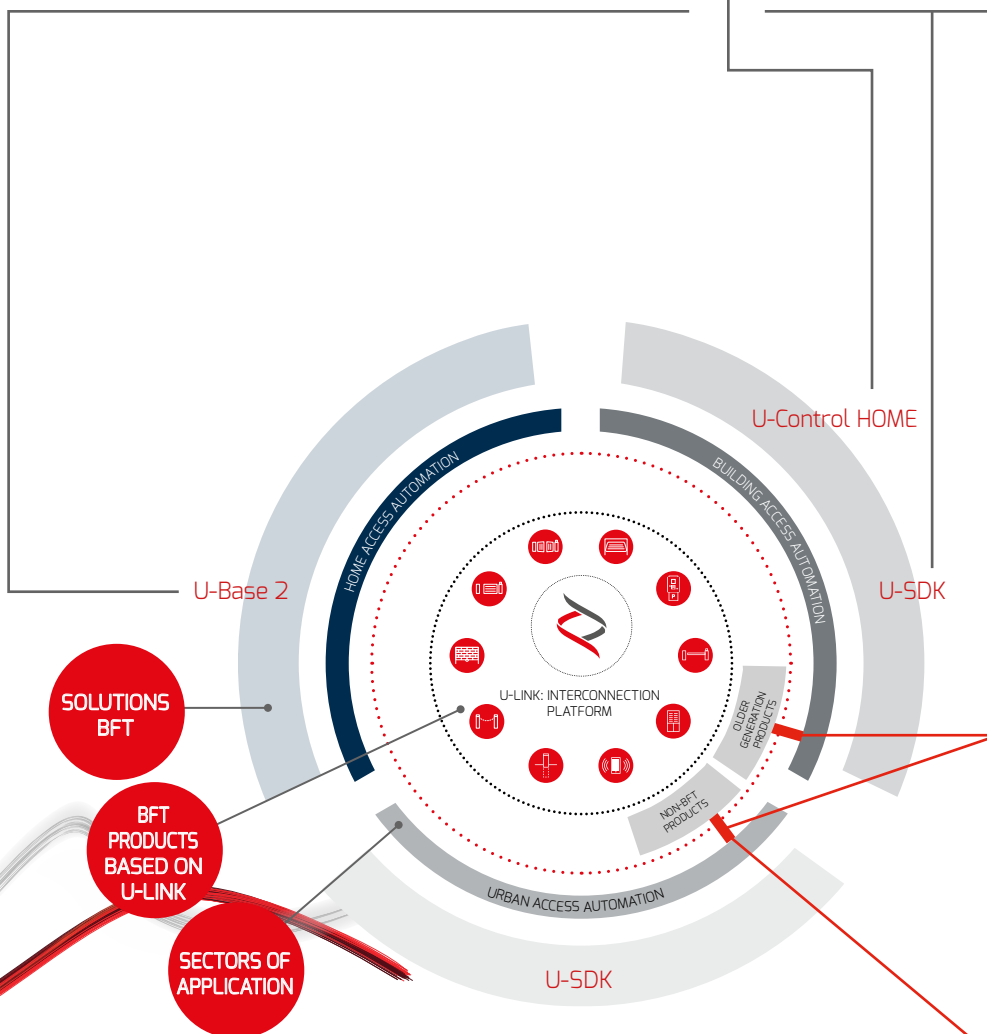 U-Control HOME
HOME ACCESS AUTOMATION
BUILDING ACCESS AUTOMATION
U-Base 2
U-SDK
P
SOLUTIONS
BFT
U-LINK: INTERCONNECTION
PLATFORM
OLDER
GENERATION
PRODUCTS
NON-BFT
PRODUCTS
BFT
PRODUCTS
BASED ON
U-LINK
URBAN ACCESS AUTOMATION
SECTORS OF
APPLICATION
U-SDK